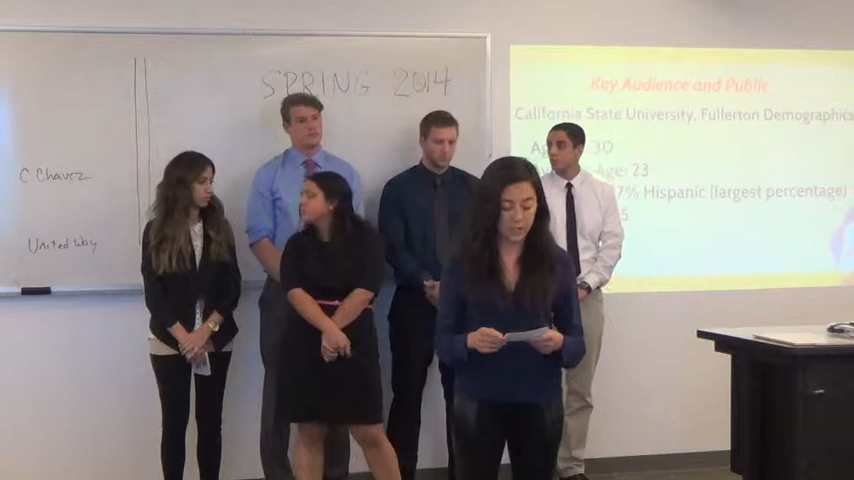 SPRING 2014
C Chavez
United Way
Key Audience and Public
California State University, Fullerton Demographics
30
Age: 23
7% Hispanic (largest percentage)